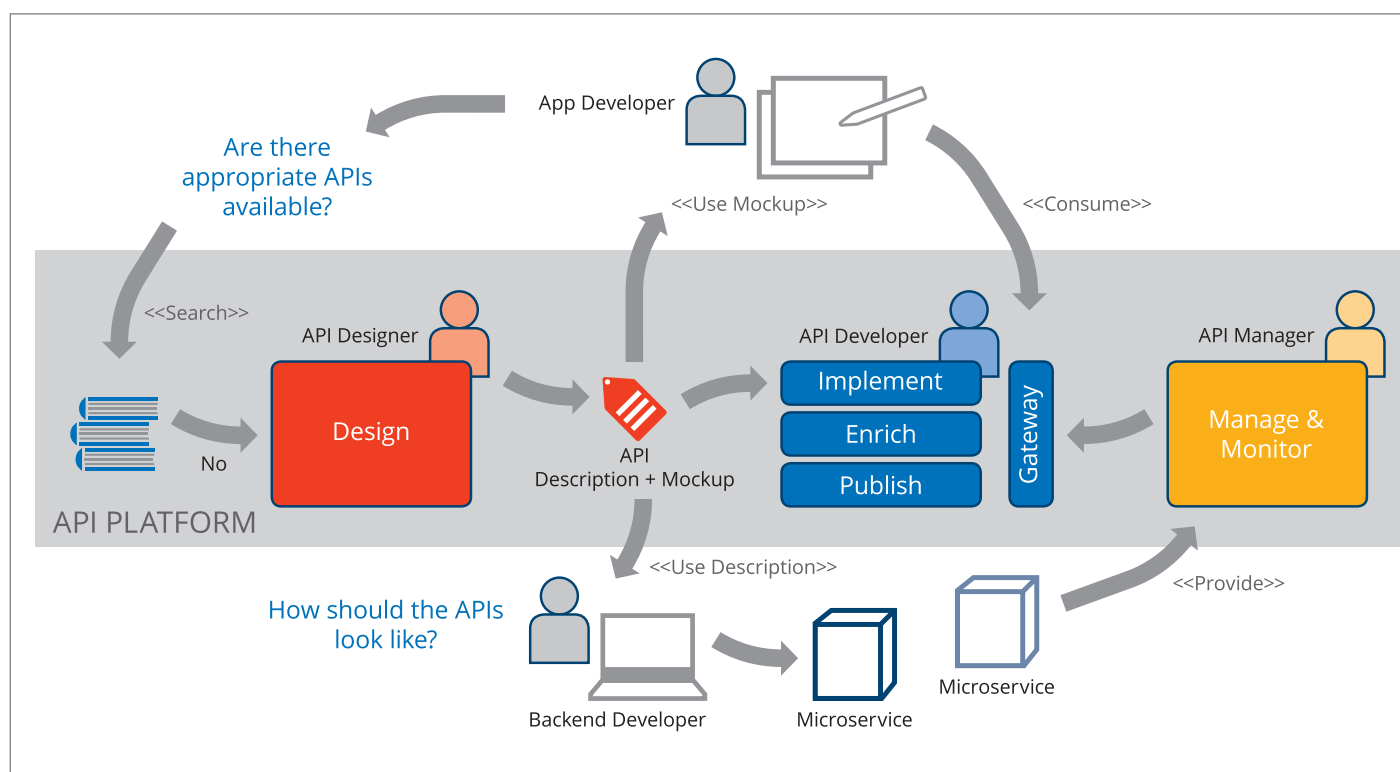 App Developer
Are there
appropriate APIs
available?
<<Use Mockup>>
<<Consume>>
<<Search>>
API Designer
API Developer
API Manager
Design
Implement
Enrich
Publish
Gateway
Manage &
Monitor
No
API
Description + Mockup
API PLATFORM
<<Use Description>>
<<Provide>>
How should the APIs
look like?
Backend Developer
Microservice
Microservice